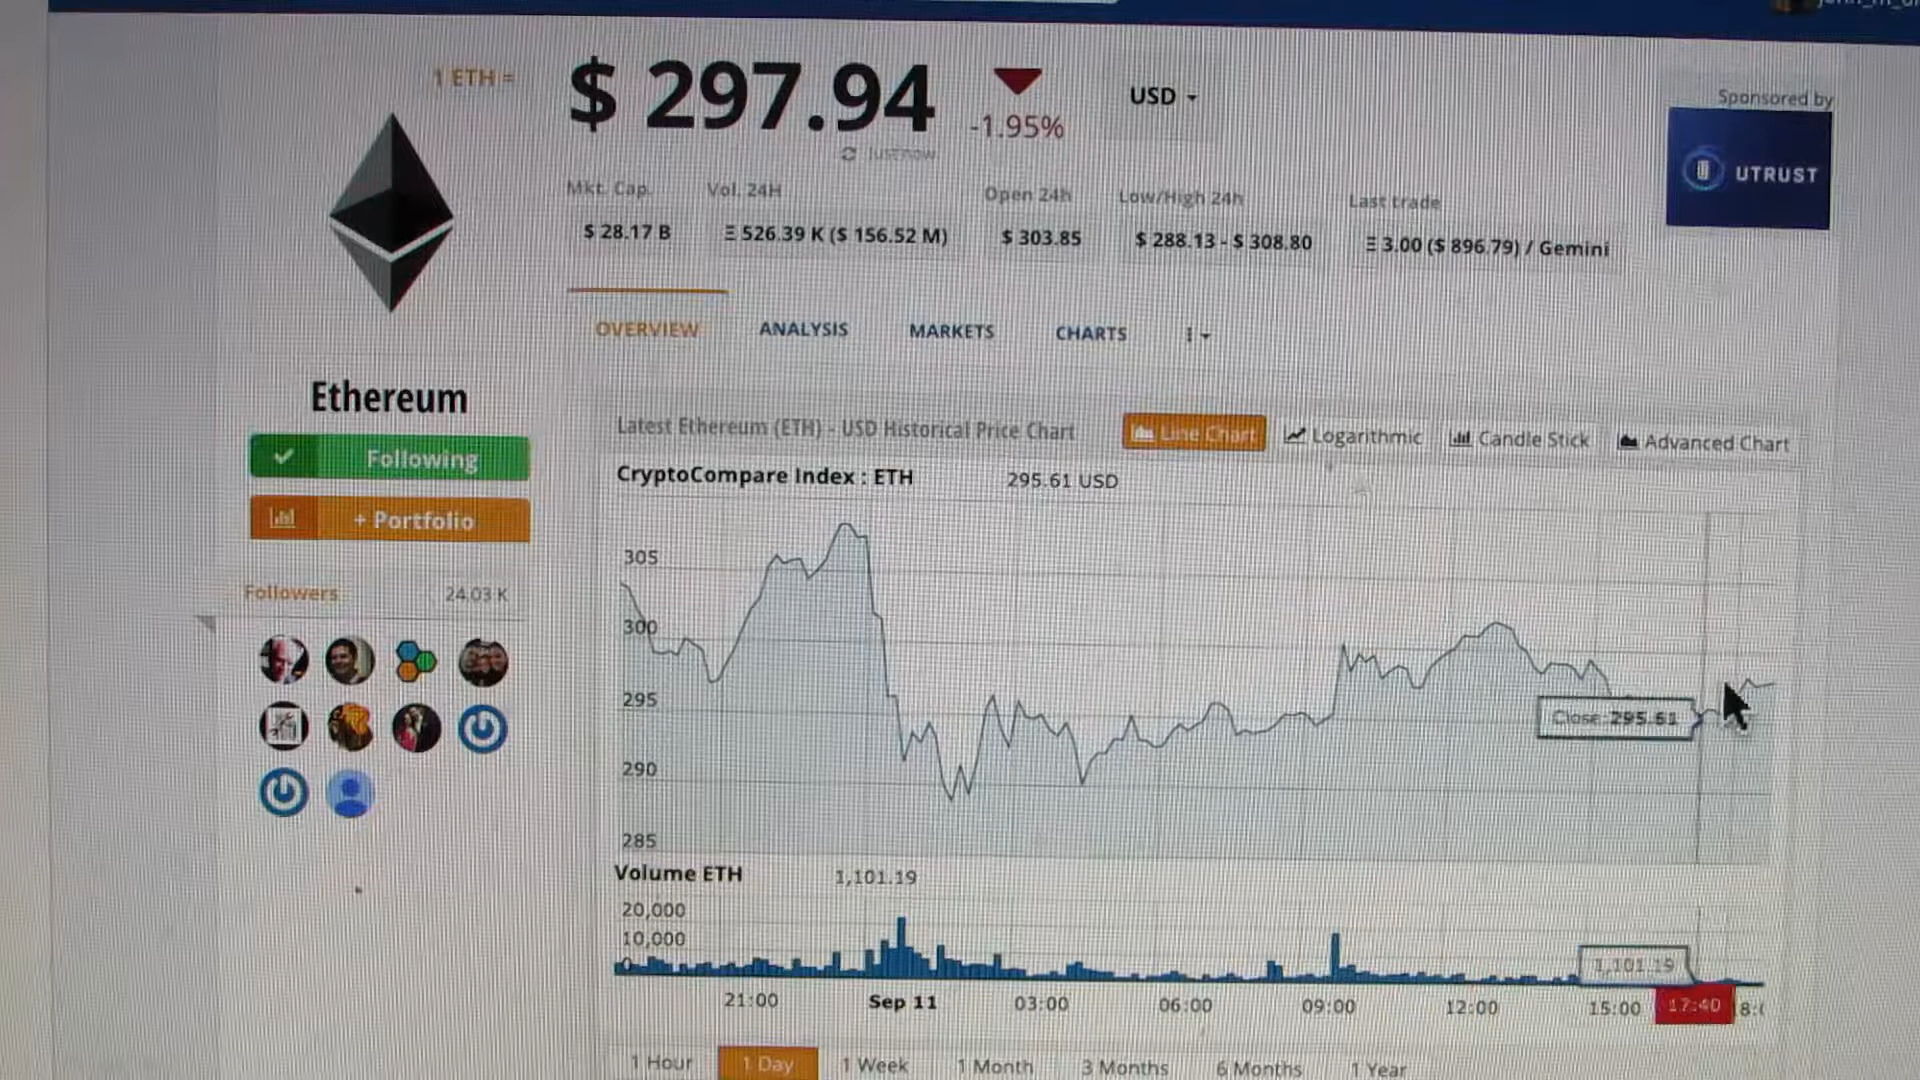 1 ETH =
$ 297.94
-1.95%
USD
Just now
Sponsored by
UTRUST
Mkt. Cap.
Vol. 24H
Open 24h
Low/High 24h
Last trade
$ 28.17 B
Ξ 526.39 K ($ 156.52 M)
$ 303.85
$ 288.13 - $ 308.80
Ξ 3.00 ($ 896.79) / Gemini
OVERVIEW
ANALYSIS
MARKETS
CHARTS
Ethereum
Following
+ Portfolio
Followers
24.03 K
Latest Ethereum (ETH) - USD Historical Price Chart
Line Chart
Logarithmic
Candle Stick
Advanced Chart
CryptoCompare Index : ETH
295.61 USD
305
300
295
290
285
Close 295.61
Volume ETH
1,101.19
20,000
10,000
0
1,101.19
21:00
Sep 11
03:00
06:00
09:00
12:00
15:00
17:40
1 Hour
1 Day
1 Week
1 Month
3 Months
6 Months
1 Year